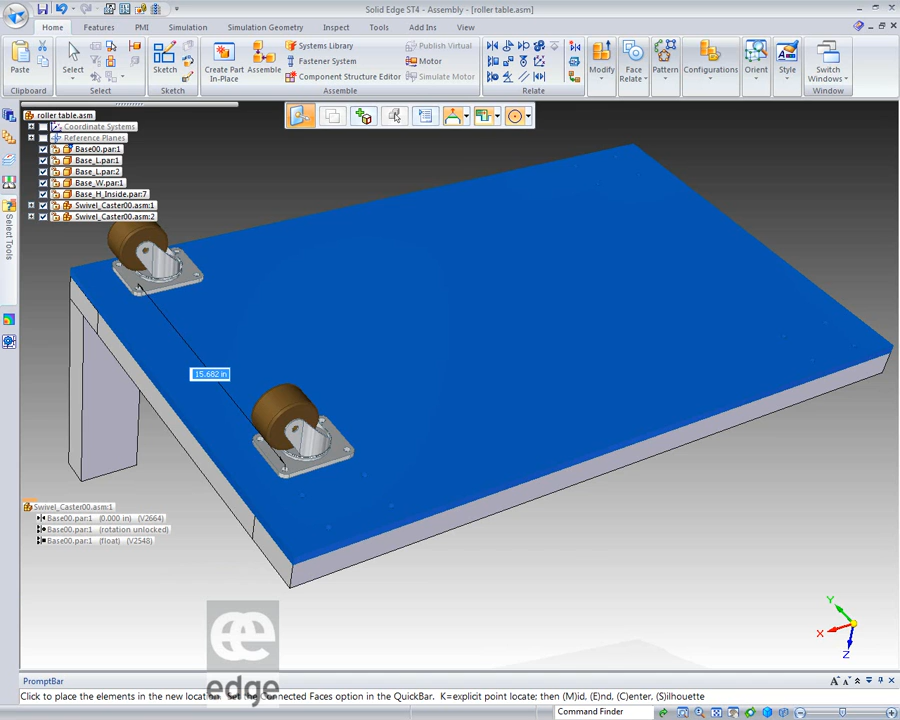 Solid Edge ST4 - Assembly - [roller table.asm]
Home Features PMI Simulation Simulation Geometry Inspect Tools Add Ins View
Paste
Select
Sketch
Create Part In-Place
Assemble
Systems Library
Fastener System
Component Structure Editor
Publish Virtual
Motor
Simulate Motor
Modify
Face Relate
Pattern
Configurations
Orient
Style
Switch Windows
Clipboard Select Sketch Assemble Relate Window
roller table.asm
Coordinate Systems
Reference Planes
Base00.par:1
Base_L.par:1
Base_L.par:2
Base_W.par:1
Base_H_Inside.par:7
Swivel_Caster00.asm:1
Swivel_Caster00.asm:2
Select Tools
15.682 in
Swivel_Caster00.asm:1
Base00.par:1 (0.000 in) (V2664)
Base00.par:1 (rotation unlocked)
Base00.par:1 (float) (V2548)
Y
X
Z
edge
PromptBar
Click to place the elements in the new location. Set the Connected Faces option in the QuickBar. K=explicit point locate; then (M)id, (E)nd, (C)enter, (S)ilhouette
Command Finder